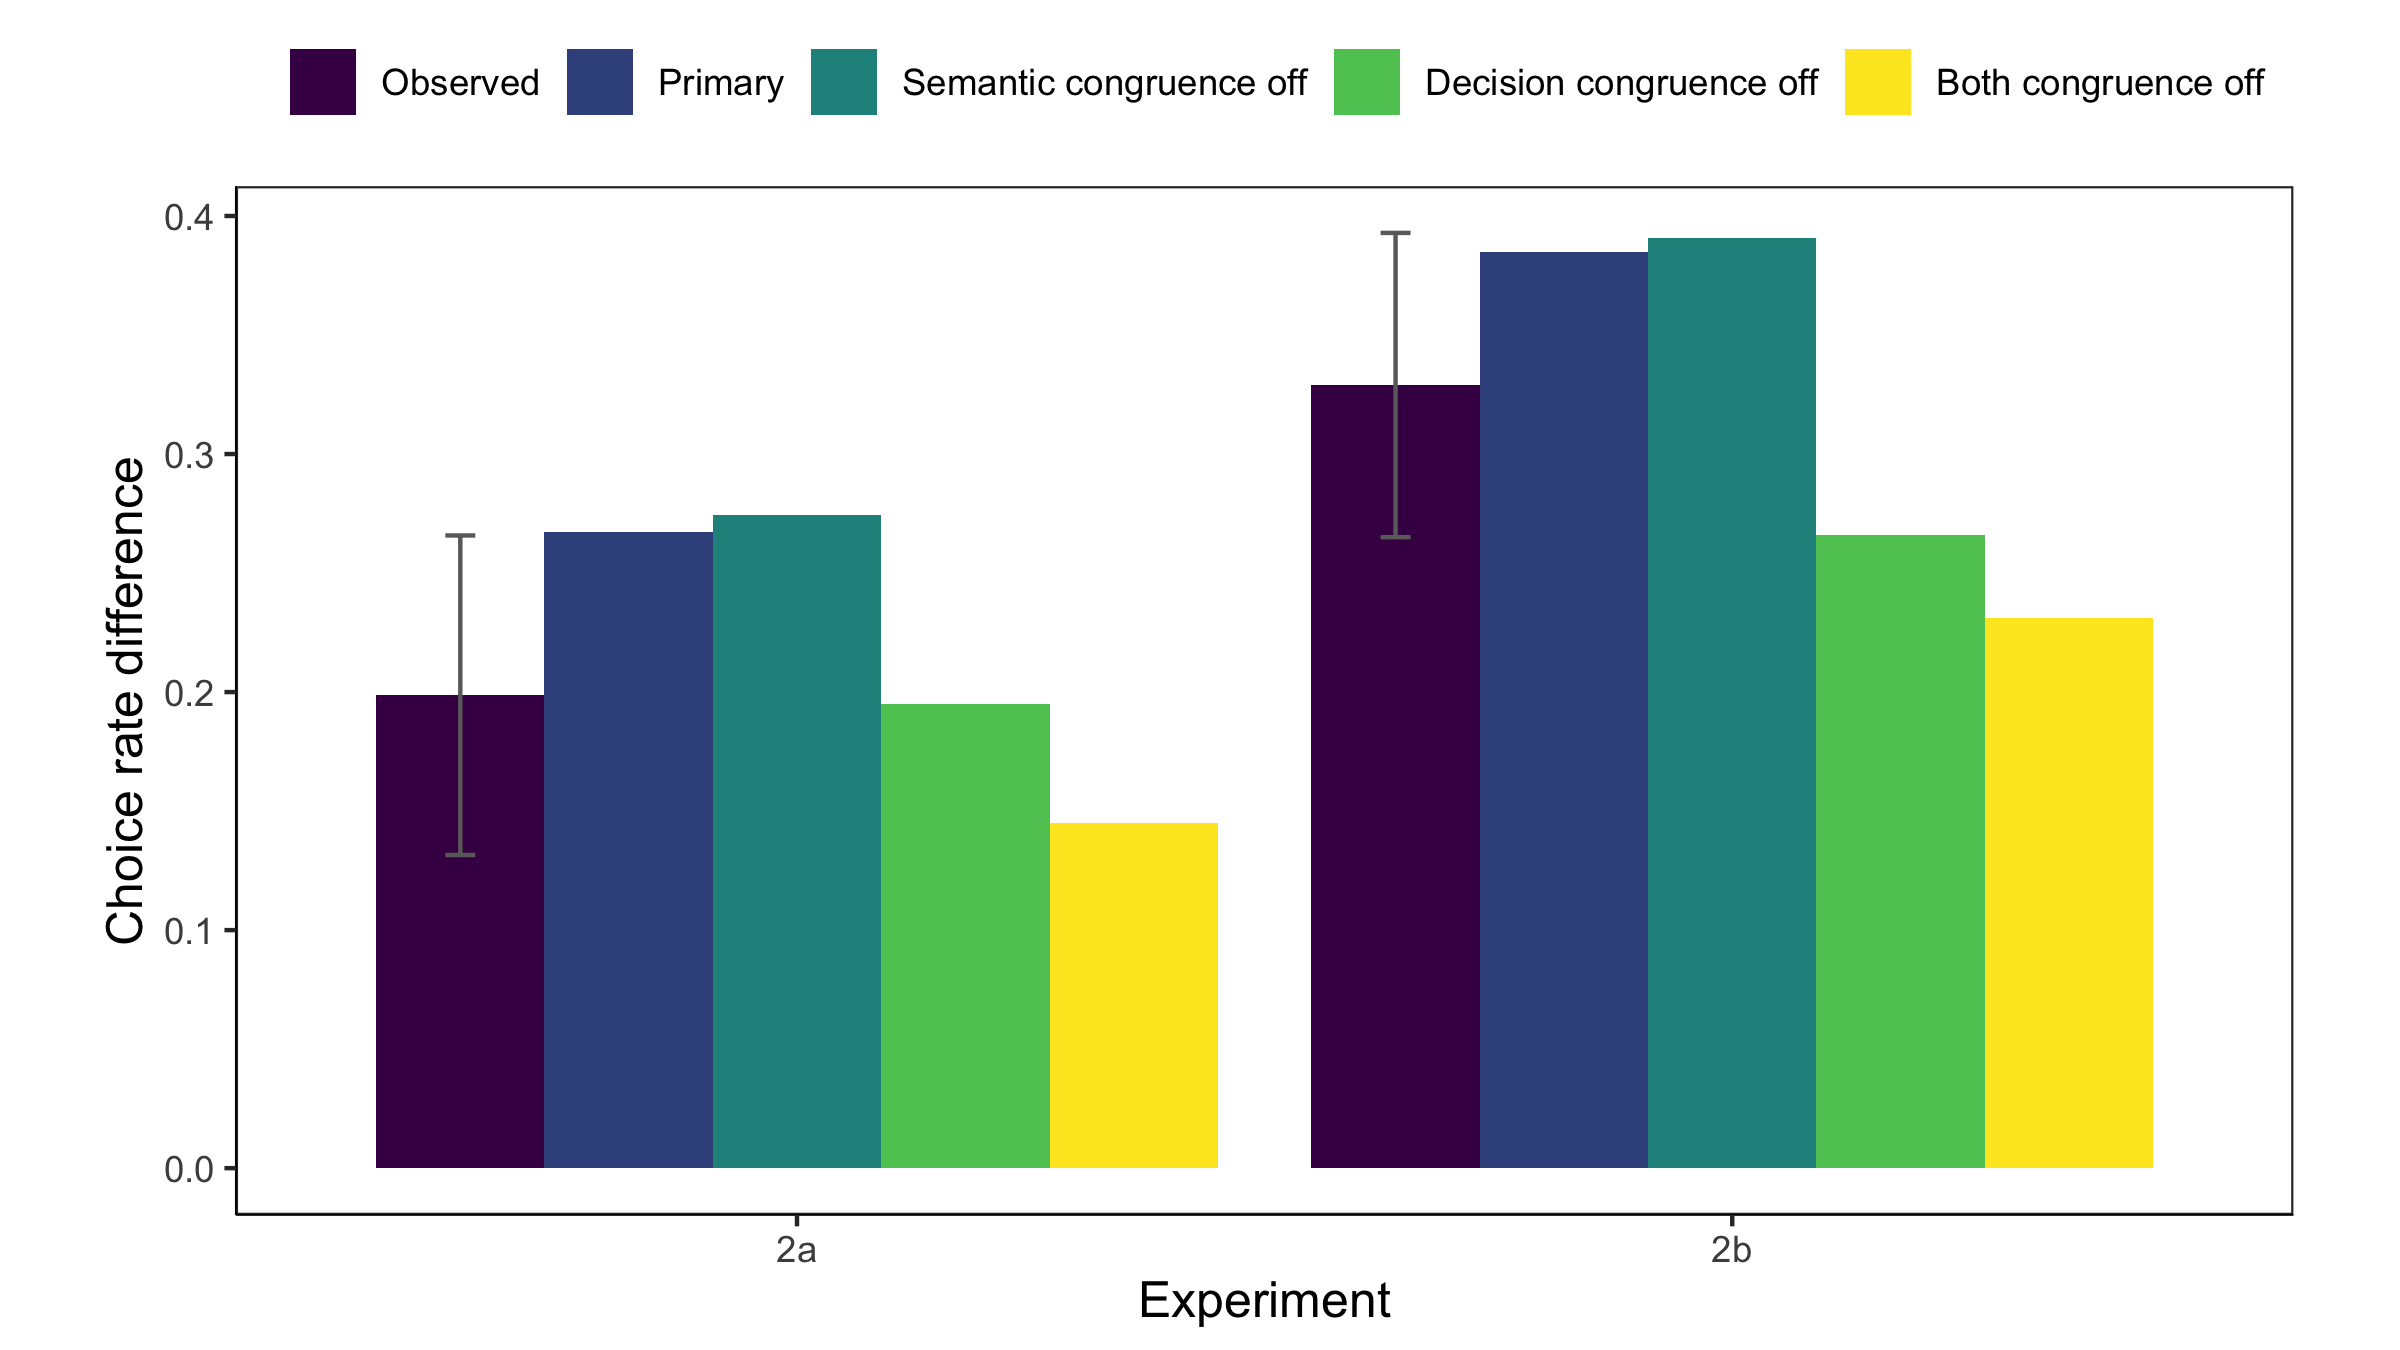 Observed Primary Semantic congruence off Decision congruence off Both congruence off
Choice rate difference
0.4
0.3
0.2
0.1
0.0
2a 2b
Experiment